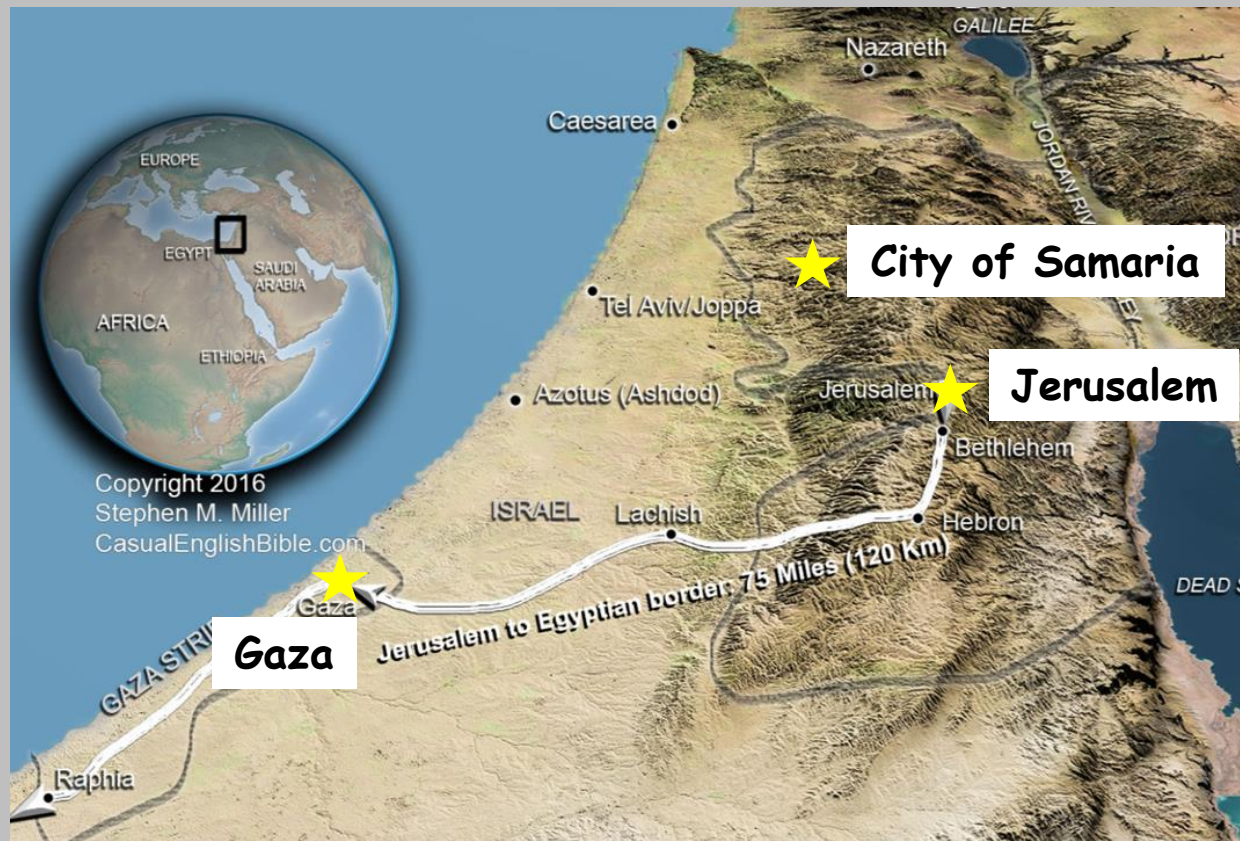 GALILEE
Nazareth
Caesarea
JORDAN RIV
EUROPE
EGYPT
SAUDI
ARABIA
AFRICA
ETHIOPIA
City of Samaria
Tel Aviv/Joppa
Jerusalem
Jerusalem
Azotus (Ashdod)
Bethlehem
Copyright 2016
Stephen M. Miller
CasualEnglishBible.com
ISRAEL
Lachish
Hebron
Jerusalem to Egyptian border: 75 Miles (120 Km)
DEAD S
Gaza
Gaza
GAZA STRI
Raphia